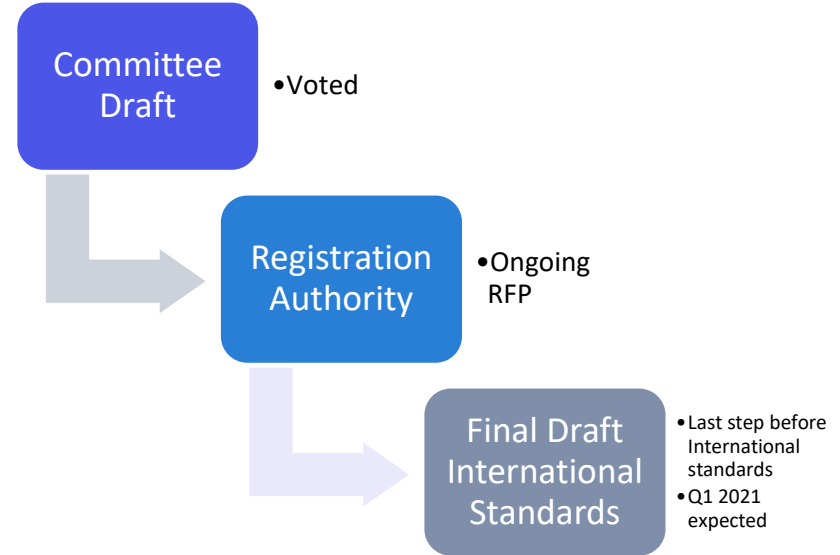 Committee
Draft
•Voted
Registration
Authority
•Ongoing
RFP
Final Draft
International
Standards
•Last step before
International
standards
•Q1 2021
expected